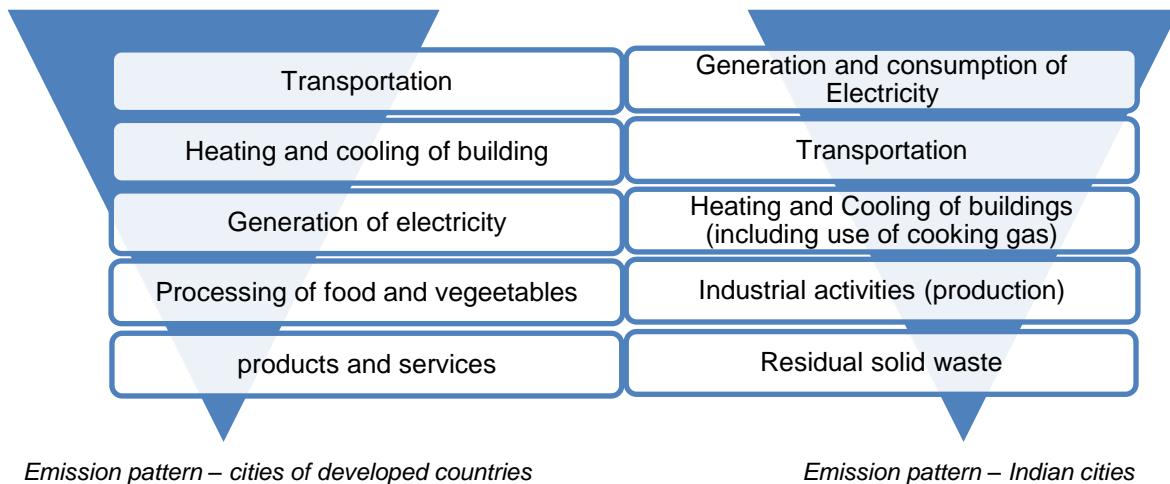 Transportation
Heating and cooling of building
Generation of electricity
Processing of food and vegeetables
products and services
Generation and consumption of
Electricity
Transportation
Heating and Cooling of buildings
(including use of cooking gas)
Industrial activities (production)
Residual solid waste
Emission pattern – cities of developed countries
Emission pattern – Indian cities